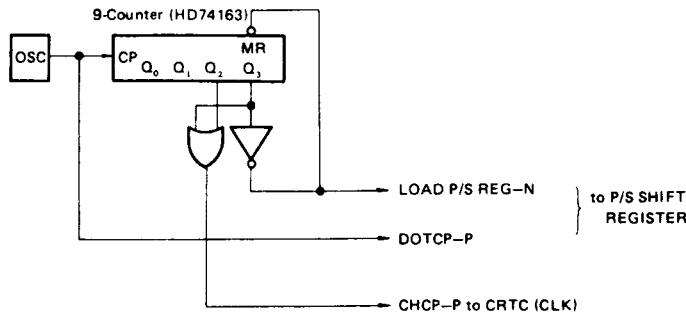 9-Counter (HD74163)
OSC
CP
MR
Q0 Q1 Q2 Q3
LOAD P/S REG-N
DOTCP-P
to P/S SHIFT
REGISTER
CHCP-P to CRTC (CLK)